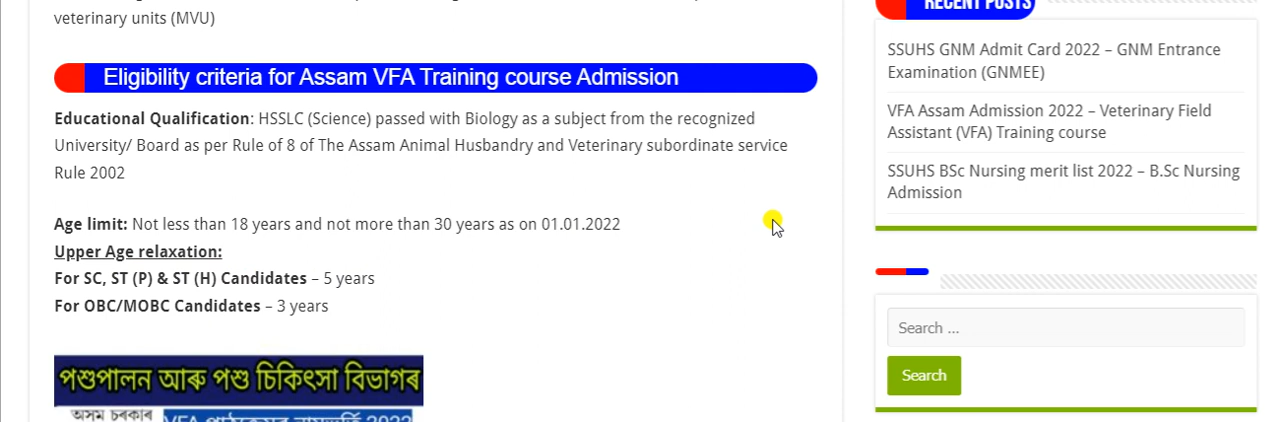 veterinary units (MVU)
Eligibility criteria for Assam VFA Training course Admission
Educational Qualification: HSSLC (Science) passed with Biology as a subject from the recognized
University/ Board as per Rule of 8 of The Assam Animal Husbandry and Veterinary subordinate service
Rule 2002
Age limit: Not less than 18 years and not more than 30 years as on 01.01.2022
Upper Age relaxation:
For SC, ST (P) & ST (H) Candidates – 5 years
For OBC/MOBC Candidates – 3 years
পশুপালন আৰু পশু চিকিৎসা বিভাগৰ
অসম চৰকাৰ
RECENT POSTS
SSUHS GNM Admit Card 2022 – GNM Entrance
Examination (GNMEE)
VFA Assam Admission 2022 – Veterinary Field
Assistant (VFA) Training course
SSUHS BSc Nursing merit list 2022 – B.Sc Nursing
Admission
Search ...
Search